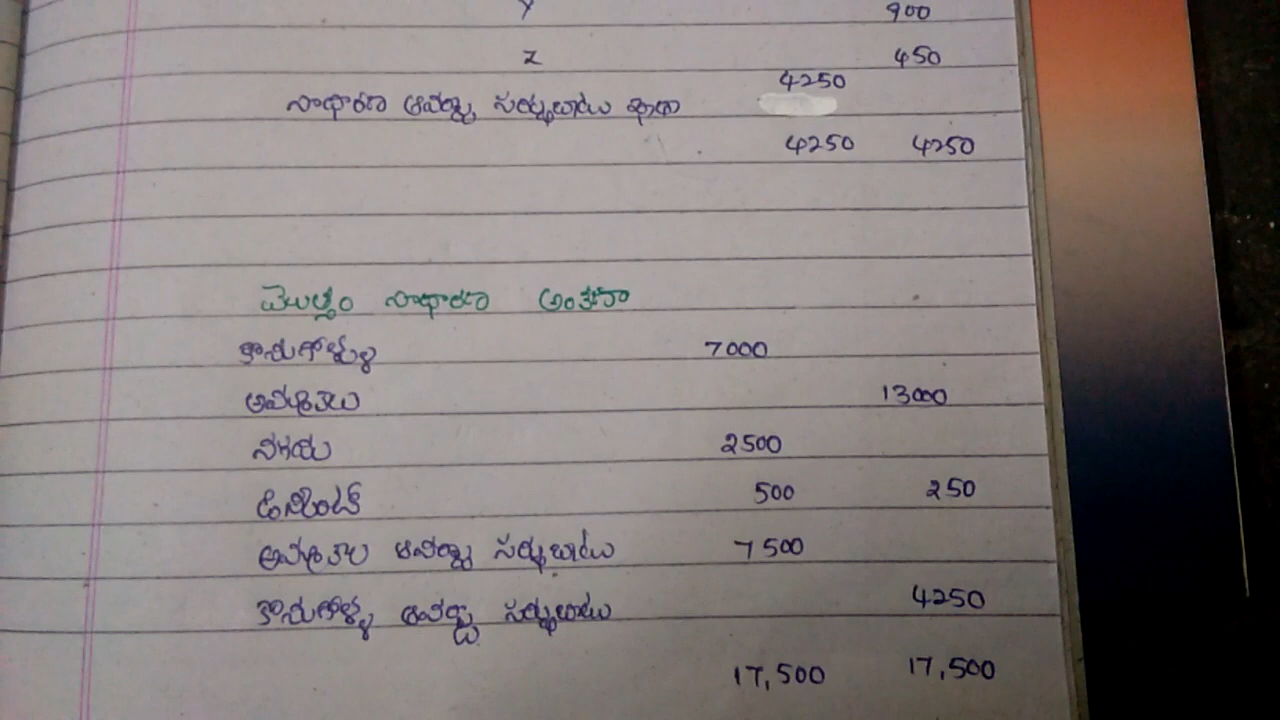 Y 900
Z 450
4250
సాధారణ ఆవర్జా సర్దుబాటు ఖాతా
4250 4250
మొత్తం సాధారణ అంకణా
కొనుగోళ్ళు 7000
అమ్మకాలు 13000
నగదు 2500
డిస్కౌంట్ 500 250
అమ్మకాల ఆవర్జా సర్దుబాటు 7500
కొనుగోళ్ళ ఆవర్జా సర్దుబాటు 4250
17,500 17,500